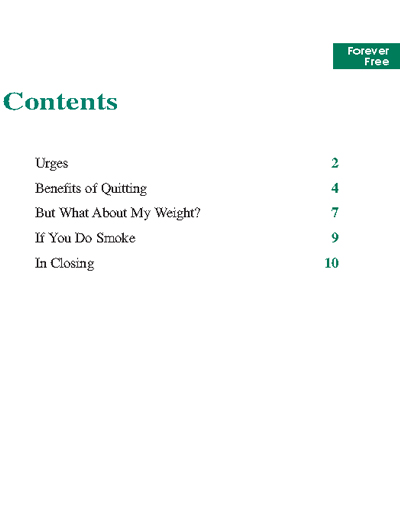 Forever
Free
Contents
Urges 2
Benefits of Quitting 4
But What About My Weight? 7
If You Do Smoke 9
In Closing 10